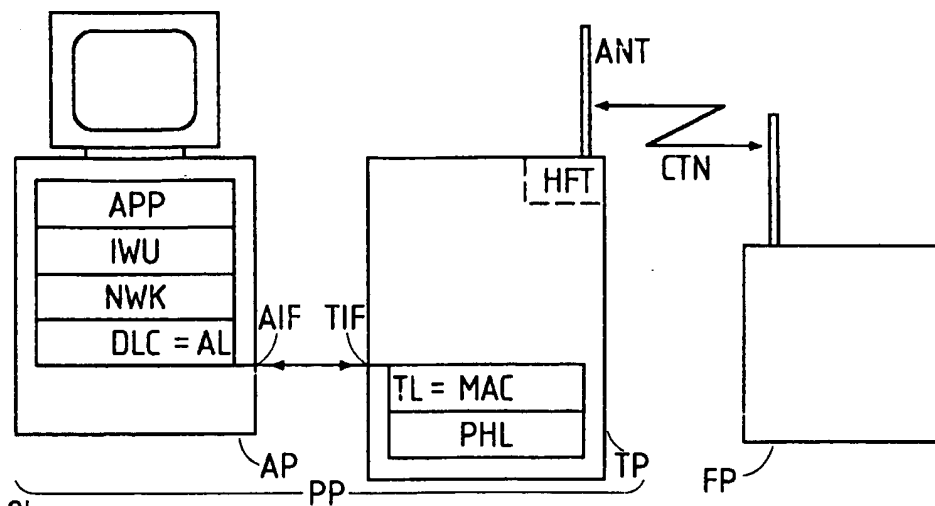 ANT
CTN
HFT
APP
IWU
NWK
DLC = AL
AIF
TIF
TL = MAC
PHL
AP
TP
FP
PP